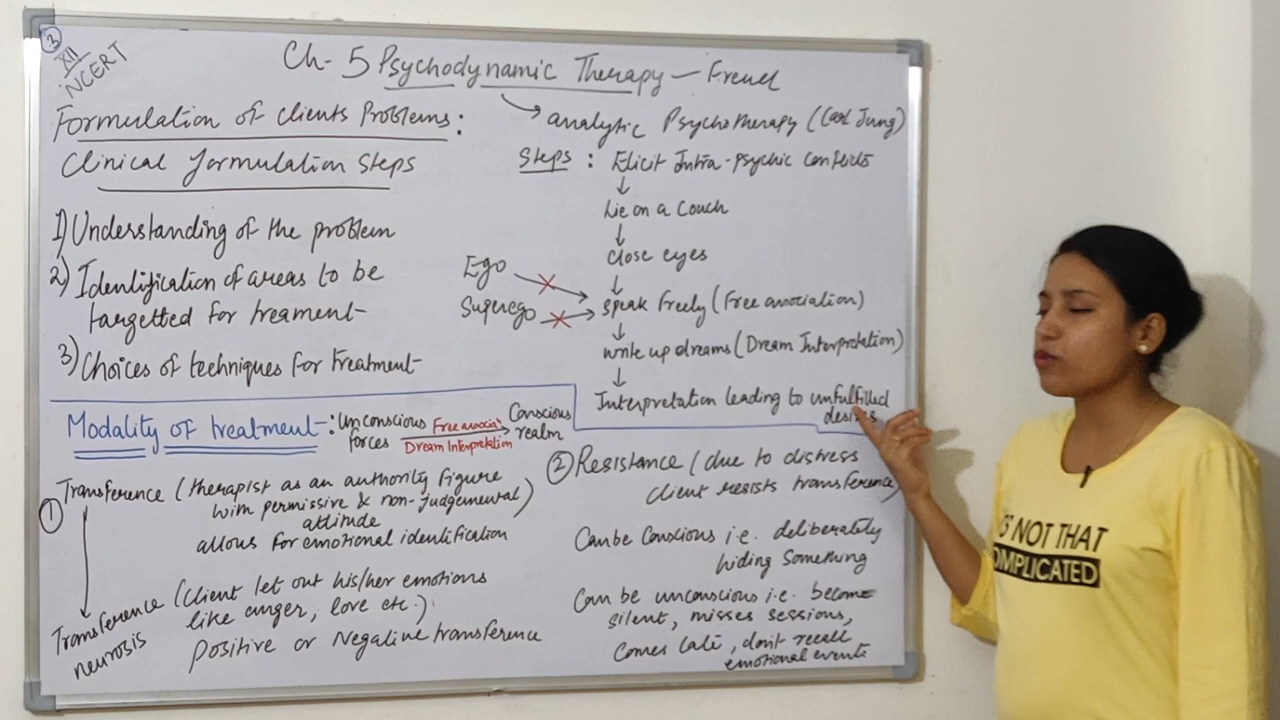 3
XII
NCERT
Ch- 5 Psychodynamic Therapy – Freud
analytic Psychotherapy (Carl Jung)
Formulation of clients Problems:
Clinical formulation Steps
1) Understanding of the problem
2) Identification of areas to be
targetted for treament-
3) Choices of techniques for treatment-
Steps : Elicit Intra-psychic conflicts
↓
Lie on a Couch
↓
Close eyes
↓
Ego
Superego
speak freely (Free association)
↓
write up dreams (Dream Interpretation)
↓
Interpretation leading to unfulfilled
desires
Modality of treatment-: Unconscious forces
Free associa
Dream Interpretation
Conscious realm
1 Transference (therapist as an authority figure
with permissive & non-judgemental)
attitude
allows for emotional identification
Transference neurosis (Client let out his/her emotions
like anger, love etc.)
Positive or Negative transference
2 Resistance (due to distress
client resists transference)
Can be Conscious i.e. deliberately
hiding something
Can be unconscious i.e. become
silent, misses sessions,
Comes late, don't recall
emotional events
IS NOT THAT
OMPLICATED